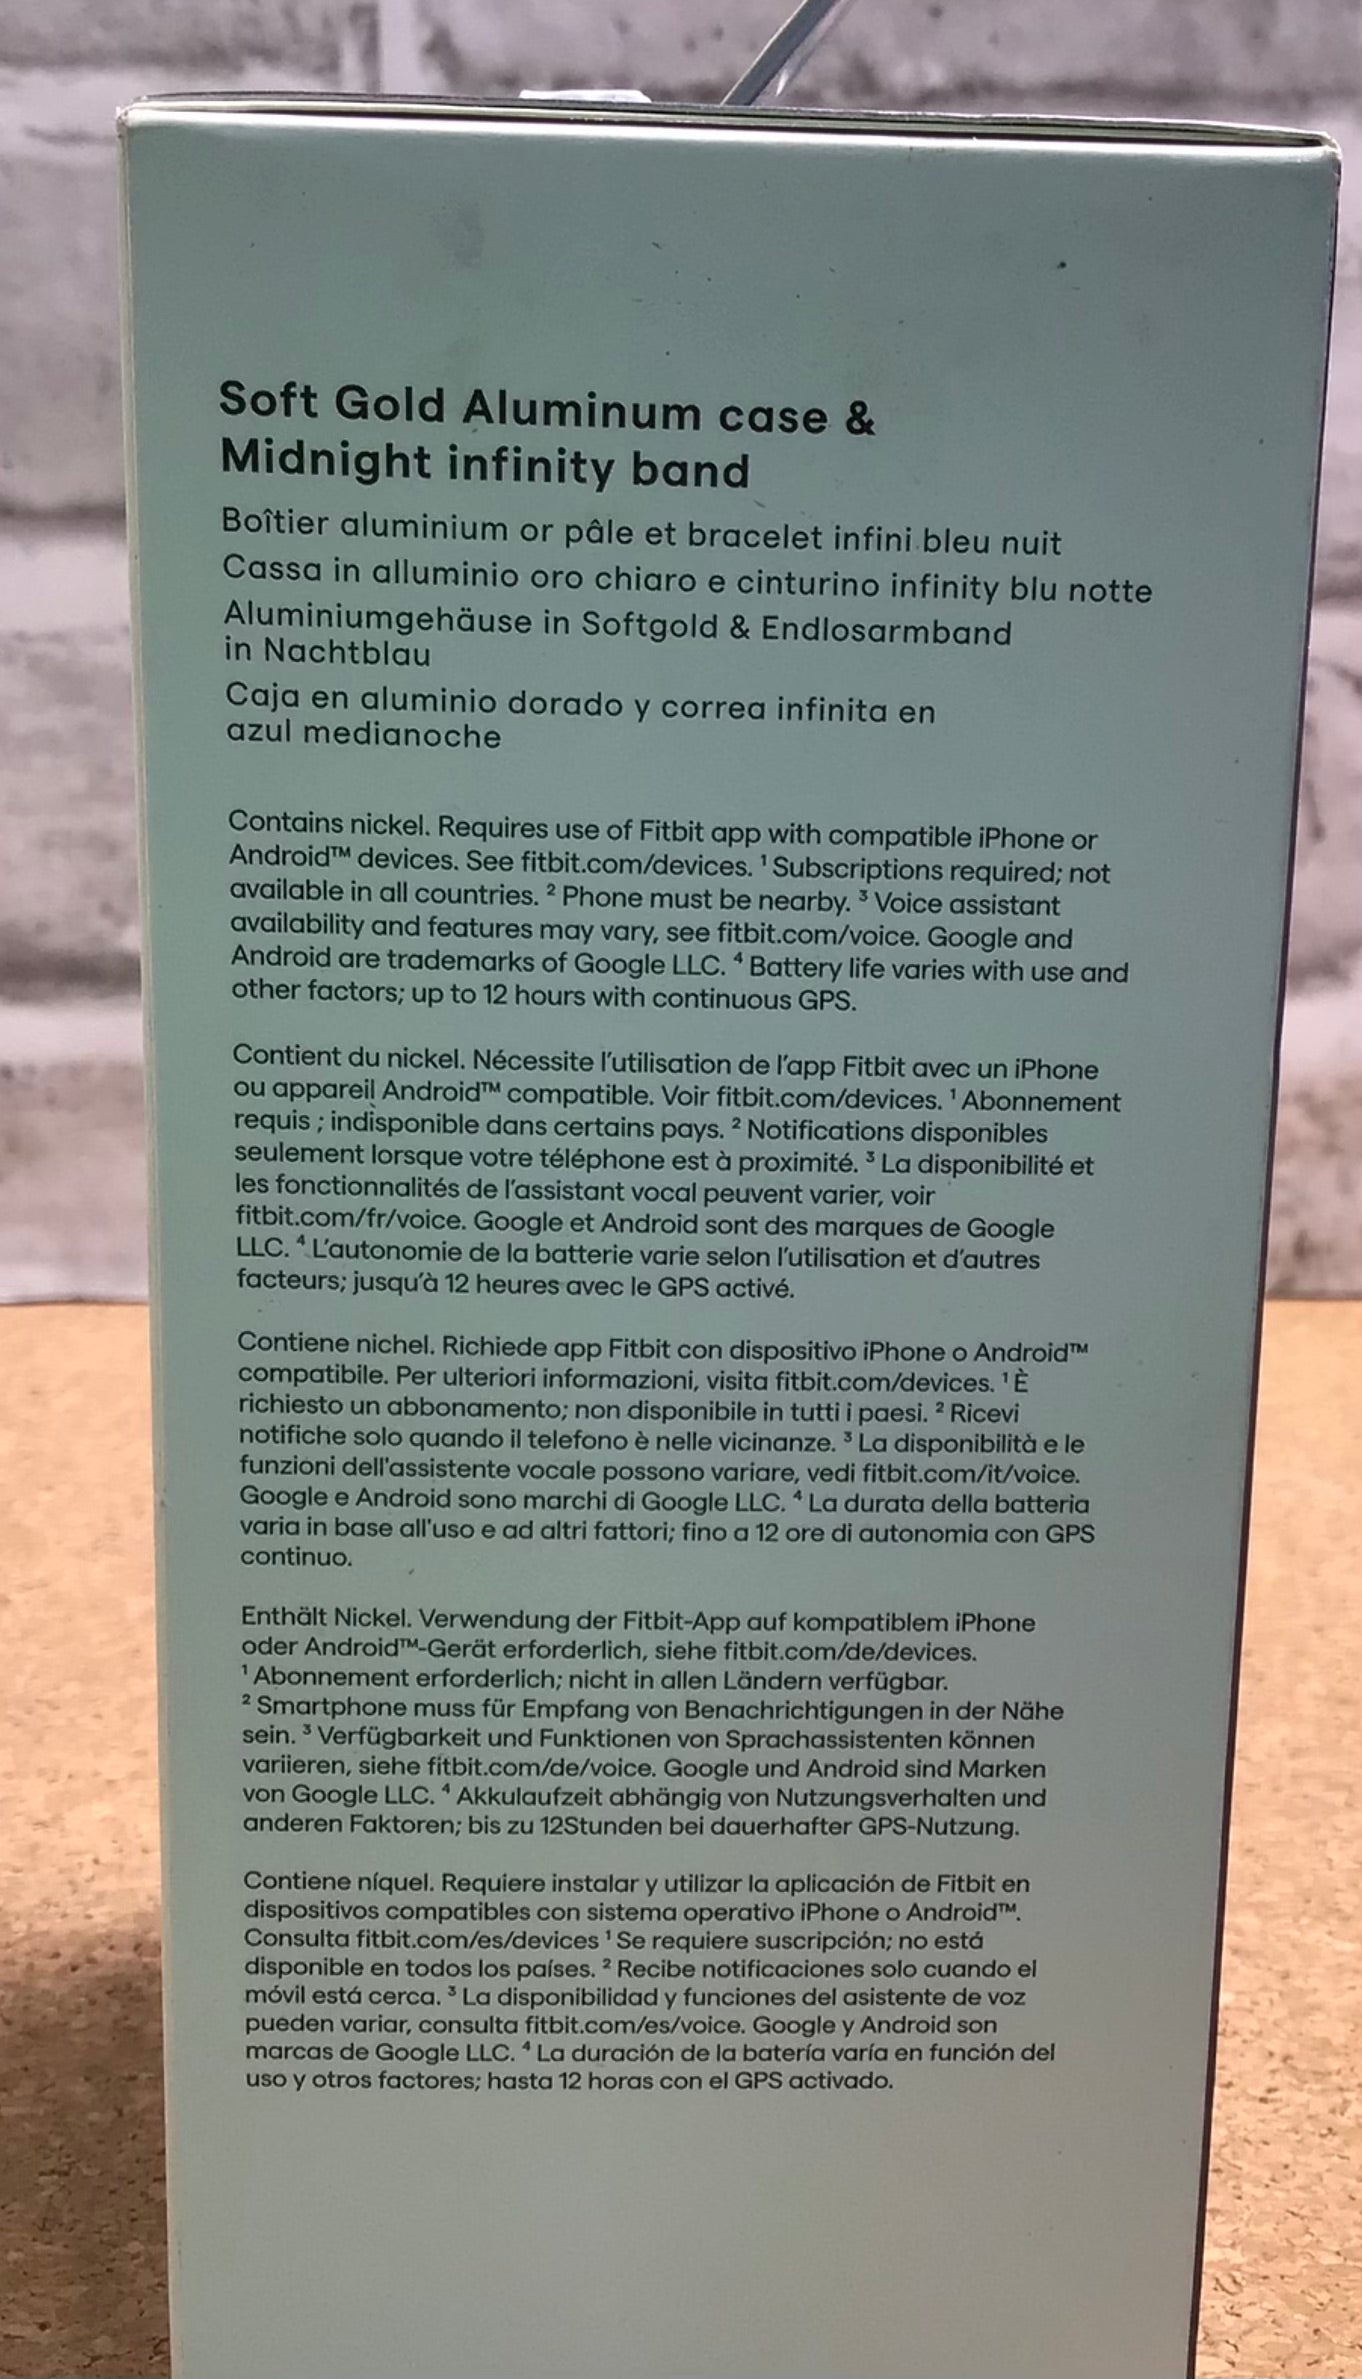 Soft Gold Aluminum case &
Midnight infinity band
Boîtier aluminium or pâle et bracelet infini bleu nuit
Cassa in alluminio oro chiaro e cinturino infinity blu notte
Aluminiumgehäuse in Softgold & Endlosarmband
in Nachtblau
Caja en aluminio dorado y correa infinita en
azul medianoche
Contains nickel. Requires use of Fitbit app with compatible iPhone or
Android™ devices. See fitbit.com/devices. ¹ Subscriptions required; not
available in all countries. ² Phone must be nearby. ³ Voice assistant
availability and features may vary, see fitbit.com/voice. Google and
Android are trademarks of Google LLC. ⁴ Battery life varies with use and
other factors; up to 12 hours with continuous GPS.
Contient du nickel. Nécessite l'utilisation de l'app Fitbit avec un iPhone
ou appareil Android™ compatible. Voir fitbit.com/devices. ¹ Abonnement
requis ; indisponible dans certains pays. ² Notifications disponibles
seulement lorsque votre téléphone est à proximité. ³ La disponibilité et
les fonctionnalités de l'assistant vocal peuvent varier, voir
fitbit.com/fr/voice. Google et Android sont des marques de Google
LLC. ⁴ L'autonomie de la batterie varie selon l'utilisation et d'autres
facteurs; jusqu'à 12 heures avec le GPS activé.
Contiene nichel. Richiede app Fitbit con dispositivo iPhone o Android™
compatibile. Per ulteriori informazioni, visita fitbit.com/devices. ¹ È
richiesto un abbonamento; non disponibile in tutti i paesi. ² Ricevi
notifiche solo quando il telefono è nelle vicinanze. ³ La disponibilità e le
funzioni dell'assistente vocale possono variare, vedi fitbit.com/it/voice.
Google e Android sono marchi di Google LLC. ⁴ La durata della batteria
varia in base all'uso e ad altri fattori; fino a 12 ore di autonomia con GPS
continuo.
Enthält Nickel. Verwendung der Fitbit-App auf kompatiblem iPhone
oder Android™-Gerät erforderlich, siehe fitbit.com/de/devices.
¹ Abonnement erforderlich; nicht in allen Ländern verfügbar.
² Smartphone muss für Empfang von Benachrichtigungen in der Nähe
sein. ³ Verfügbarkeit und Funktionen von Sprachassistenten können
variieren, siehe fitbit.com/de/voice. Google und Android sind Marken
von Google LLC. ⁴ Akkulaufzeit abhängig von Nutzungsverhalten und
anderen Faktoren; bis zu 12Stunden bei dauerhafter GPS-Nutzung.
Contiene níquel. Requiere instalar y utilizar la aplicación de Fitbit en
dispositivos compatibles con sistema operativo iPhone o Android™.
Consulta fitbit.com/es/devices ¹ Se requiere suscripción; no está
disponible en todos los países. ² Recibe notificaciones solo cuando el
móvil está cerca. ³ La disponibilidad y funciones del asistente de voz
pueden variar, consulta fitbit.com/es/voice. Google y Android son
marcas de Google LLC. ⁴ La duración de la batería varía en función del
uso y otros factores; hasta 12 horas con el GPS activado.